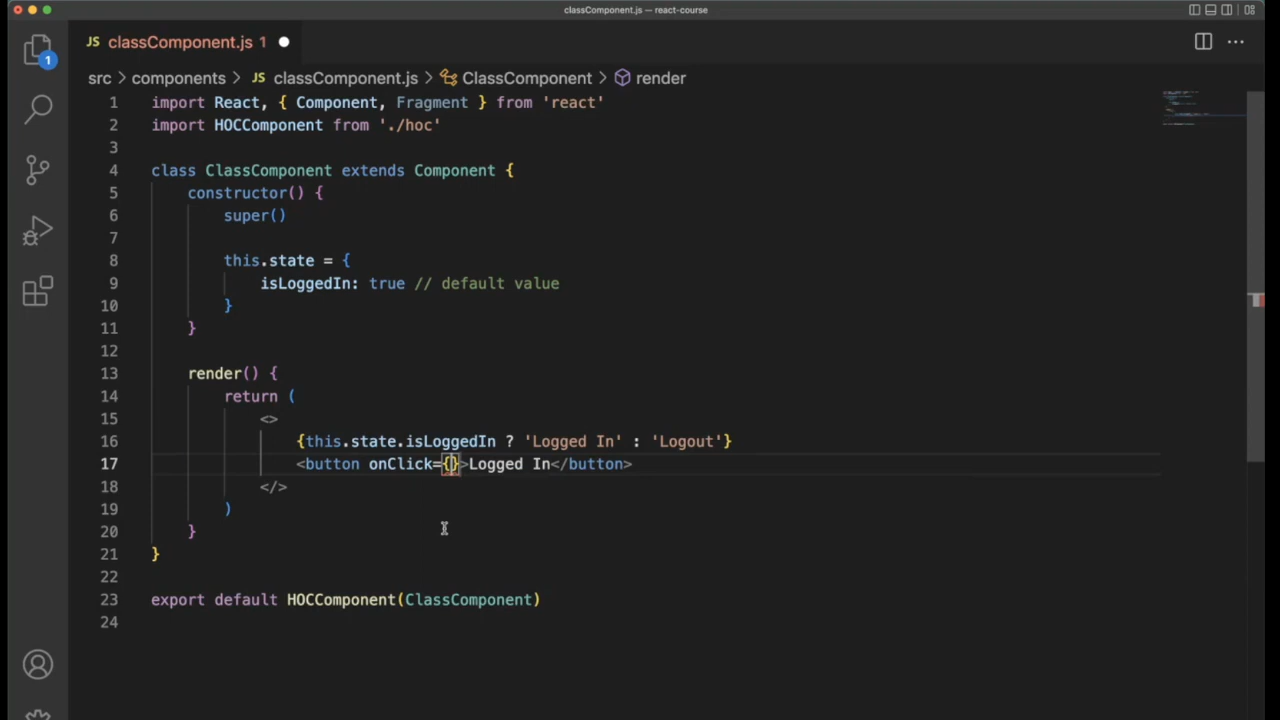 classComponent.js — react-course
JS classComponent.js 1
1
src > components > JS classComponent.js > ClassComponent > render
1 import React, { Component, Fragment } from 'react'
2 import HOCComponent from './hoc'
3
4 class ClassComponent extends Component {
5 constructor() {
6 super()
7
8 this.state = {
9 isLoggedIn: true // default value
10 }
11 }
12
13 render() {
14 return (
15 <>
16 {this.state.isLoggedIn ? 'Logged In' : 'Logout'}
17 <button onClick={}>Logged In</button>
18 </>
19 )
20 }
21 }
22
23 export default HOCComponent(ClassComponent)
24